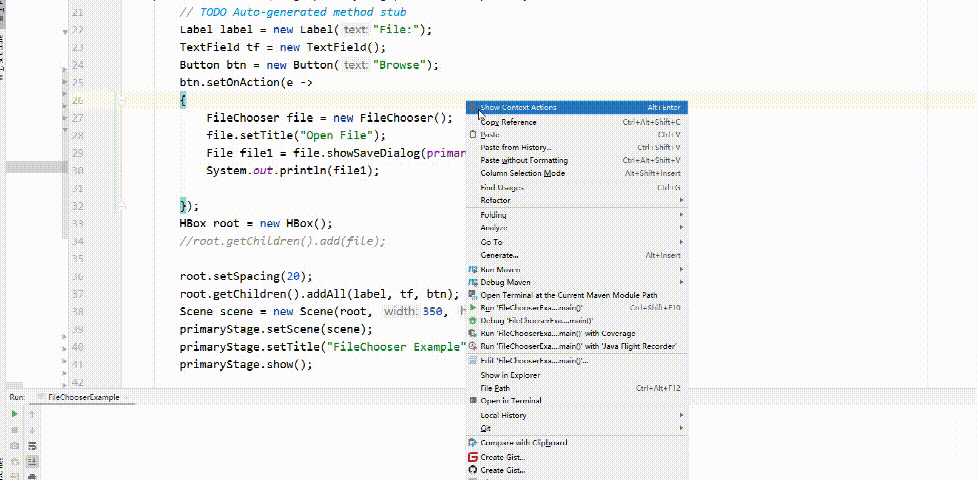 21 // TODO Auto-generated method stub
22 Label label = new Label( text: "File:");
23 TextField tf = new TextField();
24 Button btn = new Button( text: "Browse");
25 btn.setOnAction(e ->
26 {
27 FileChooser file = new FileChooser();
28 file.setTitle("Open File");
29 File file1 = file.showSaveDialog(primar
30 System.out.println(file1);
31
32 });
33 HBox root = new HBox();
34 //root.getChildren().add(file);
35
36 root.setSpacing(20);
37 root.getChildren().addAll(label, tf, btn);
38 Scene scene = new Scene(root, width: 350, h
39 primaryStage.setScene(scene);
40 primaryStage.setTitle("FileChooser Example"
41 primaryStage.show();
42
Show Context Actions Alt+Enter
Copy Reference Ctrl+Alt+Shift+C
Paste Ctrl+V
Paste from History... Ctrl+Shift+V
Paste without Formatting Ctrl+Alt+Shift+V
Column Selection Mode Alt+Shift+Insert
Find Usages Ctrl+G
Refactor
Folding
Analyze
Go To
Generate... Alt+Insert
Run Maven
Debug Maven
Open Terminal at the Current Maven Module Path
Run 'FileChooserExa....main()' Ctrl+Shift+F10
Debug 'FileChooserExa....main()'
Run 'FileChooserExa....main()' with Coverage
Run 'FileChooserExa....main()' with 'Java Flight Recorder'
Edit 'FileChooserExa....main()'...
Show in Explorer
File Path Ctrl+Alt+F12
Open in Terminal
Local History
Git
Compare with Clipboard
Create Gist...
Create Gist...
Run: FileChooserExample